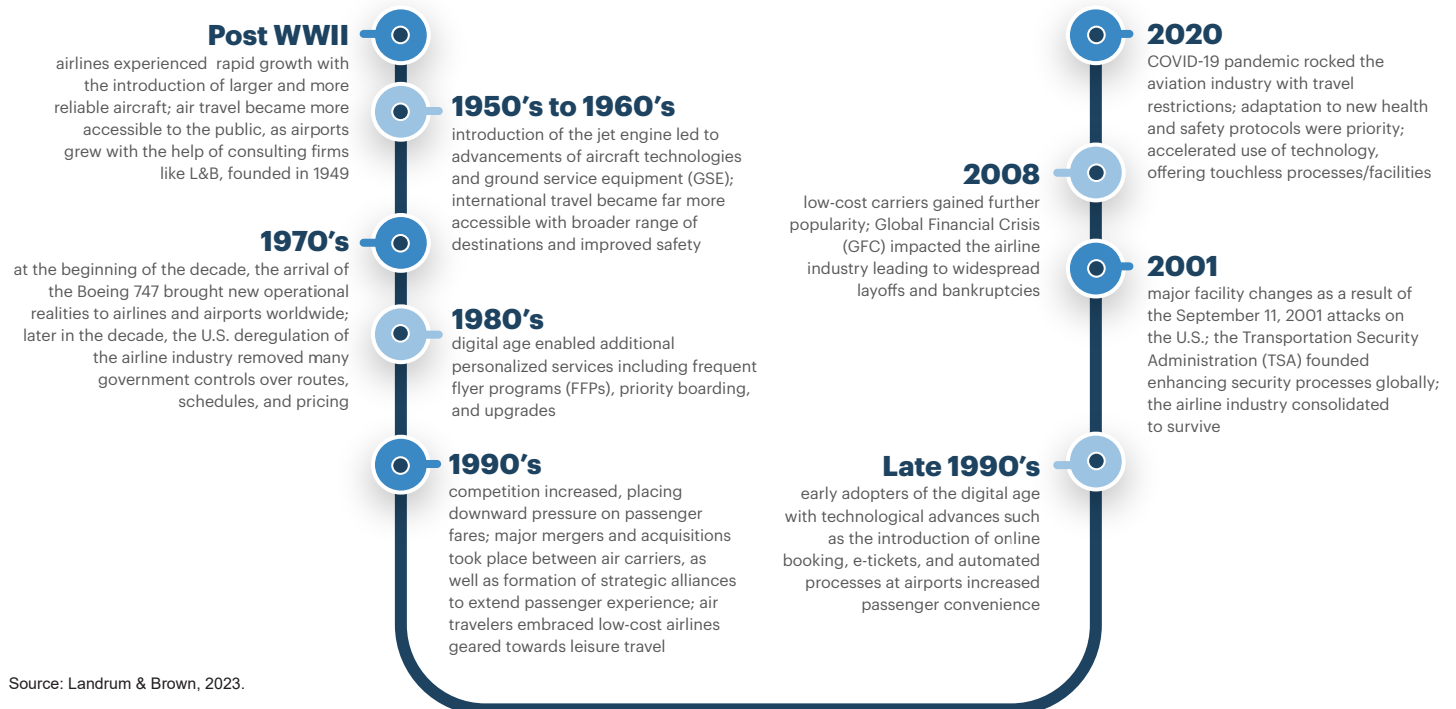 Post WWII
airlines experienced rapid growth with
the introduction of larger and more
reliable aircraft; air travel became more
accessible to the public, as airports
grew with the help of consulting firms
like L&B, founded in 1949
1950’s to 1960’s
introduction of the jet engine led to
advancements of aircraft technologies
and ground service equipment (GSE);
international travel became far more
accessible with broader range of
destinations and improved safety
1970’s
at the beginning of the decade, the arrival of
the Boeing 747 brought new operational
realities to airlines and airports worldwide;
later in the decade, the U.S. deregulation of
the airline industry removed many
government controls over routes,
schedules, and pricing
1980’s
digital age enabled additional
personalized services including frequent
flyer programs (FFPs), priority boarding,
and upgrades
1990’s
competition increased, placing
downward pressure on passenger
fares; major mergers and acquisitions
took place between air carriers, as
well as formation of strategic alliances
to extend passenger experience; air
travelers embraced low-cost airlines
geared towards leisure travel
Late 1990’s
early adopters of the digital age
with technological advances such
as the introduction of online
booking, e-tickets, and automated
processes at airports increased
passenger convenience
2001
major facility changes as a result of
the September 11, 2001 attacks on
the U.S.; the Transportation Security
Administration (TSA) founded
enhancing security processes globally;
the airline industry consolidated
to survive
2008
low-cost carriers gained further
popularity; Global Financial Crisis
(GFC) impacted the airline
industry leading to widespread
layoffs and bankruptcies
2020
COVID-19 pandemic rocked the
aviation industry with travel
restrictions; adaptation to new health
and safety protocols were priority;
accelerated use of technology,
offering touchless processes/facilities
Source: Landrum & Brown, 2023.